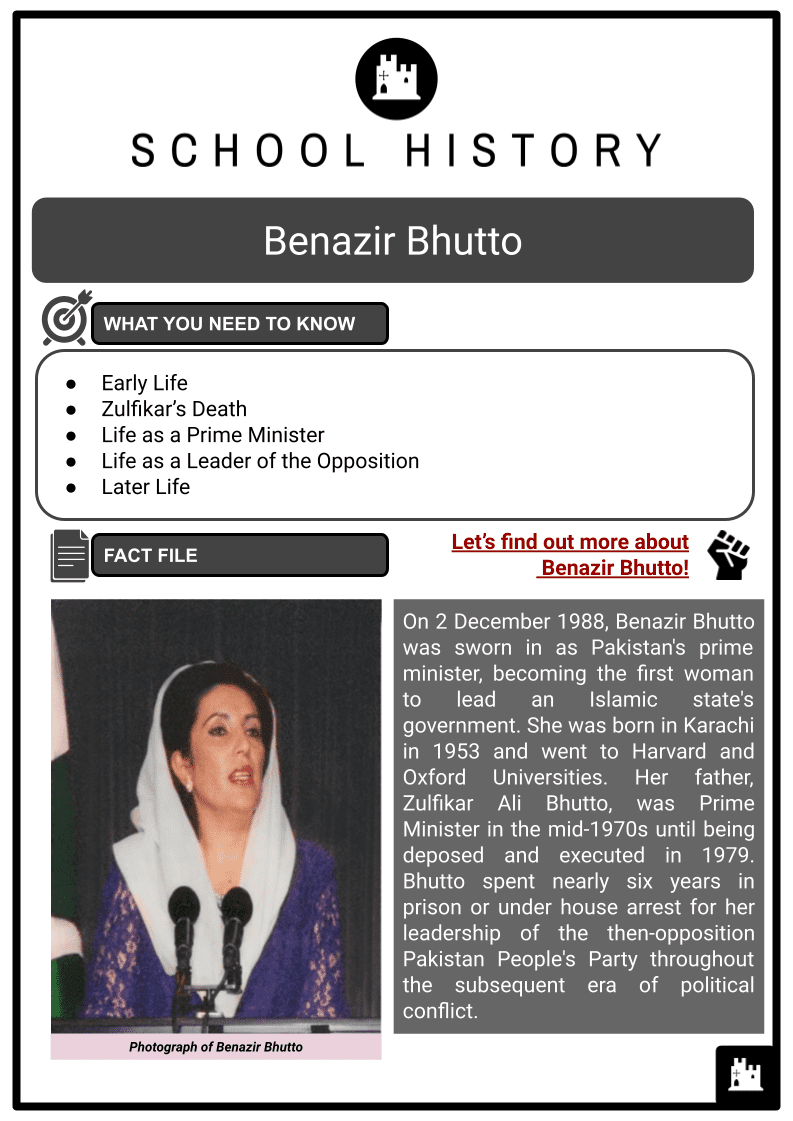 SCHOOL HISTORY
Benazir Bhutto
WHAT YOU NEED TO KNOW
● Early Life
● Zulfikar’s Death
● Life as a Prime Minister
● Life as a Leader of the Opposition
● Later Life
FACT FILE
Let’s find out more about
Benazir Bhutto!
On 2 December 1988, Benazir Bhutto
was sworn in as Pakistan's prime
minister, becoming the first woman
to lead an Islamic state's
government. She was born in Karachi
in 1953 and went to Harvard and
Oxford Universities. Her father,
Zulfikar Ali Bhutto, was Prime
Minister in the mid-1970s until being
deposed and executed in 1979.
Bhutto spent nearly six years in
prison or under house arrest for her
leadership of the then-opposition
Pakistan People's Party throughout
the subsequent era of political
conflict.
Photograph of Benazir Bhutto